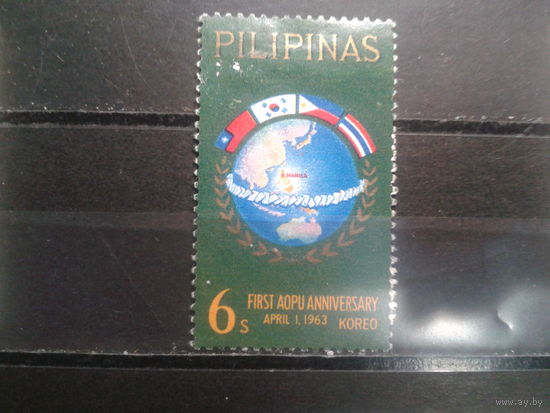 PILIPINAS
MANILA
6s FIRST AOPU ANNIVERSARY
APRIL 1, 1963 KOREO
www.ay.by